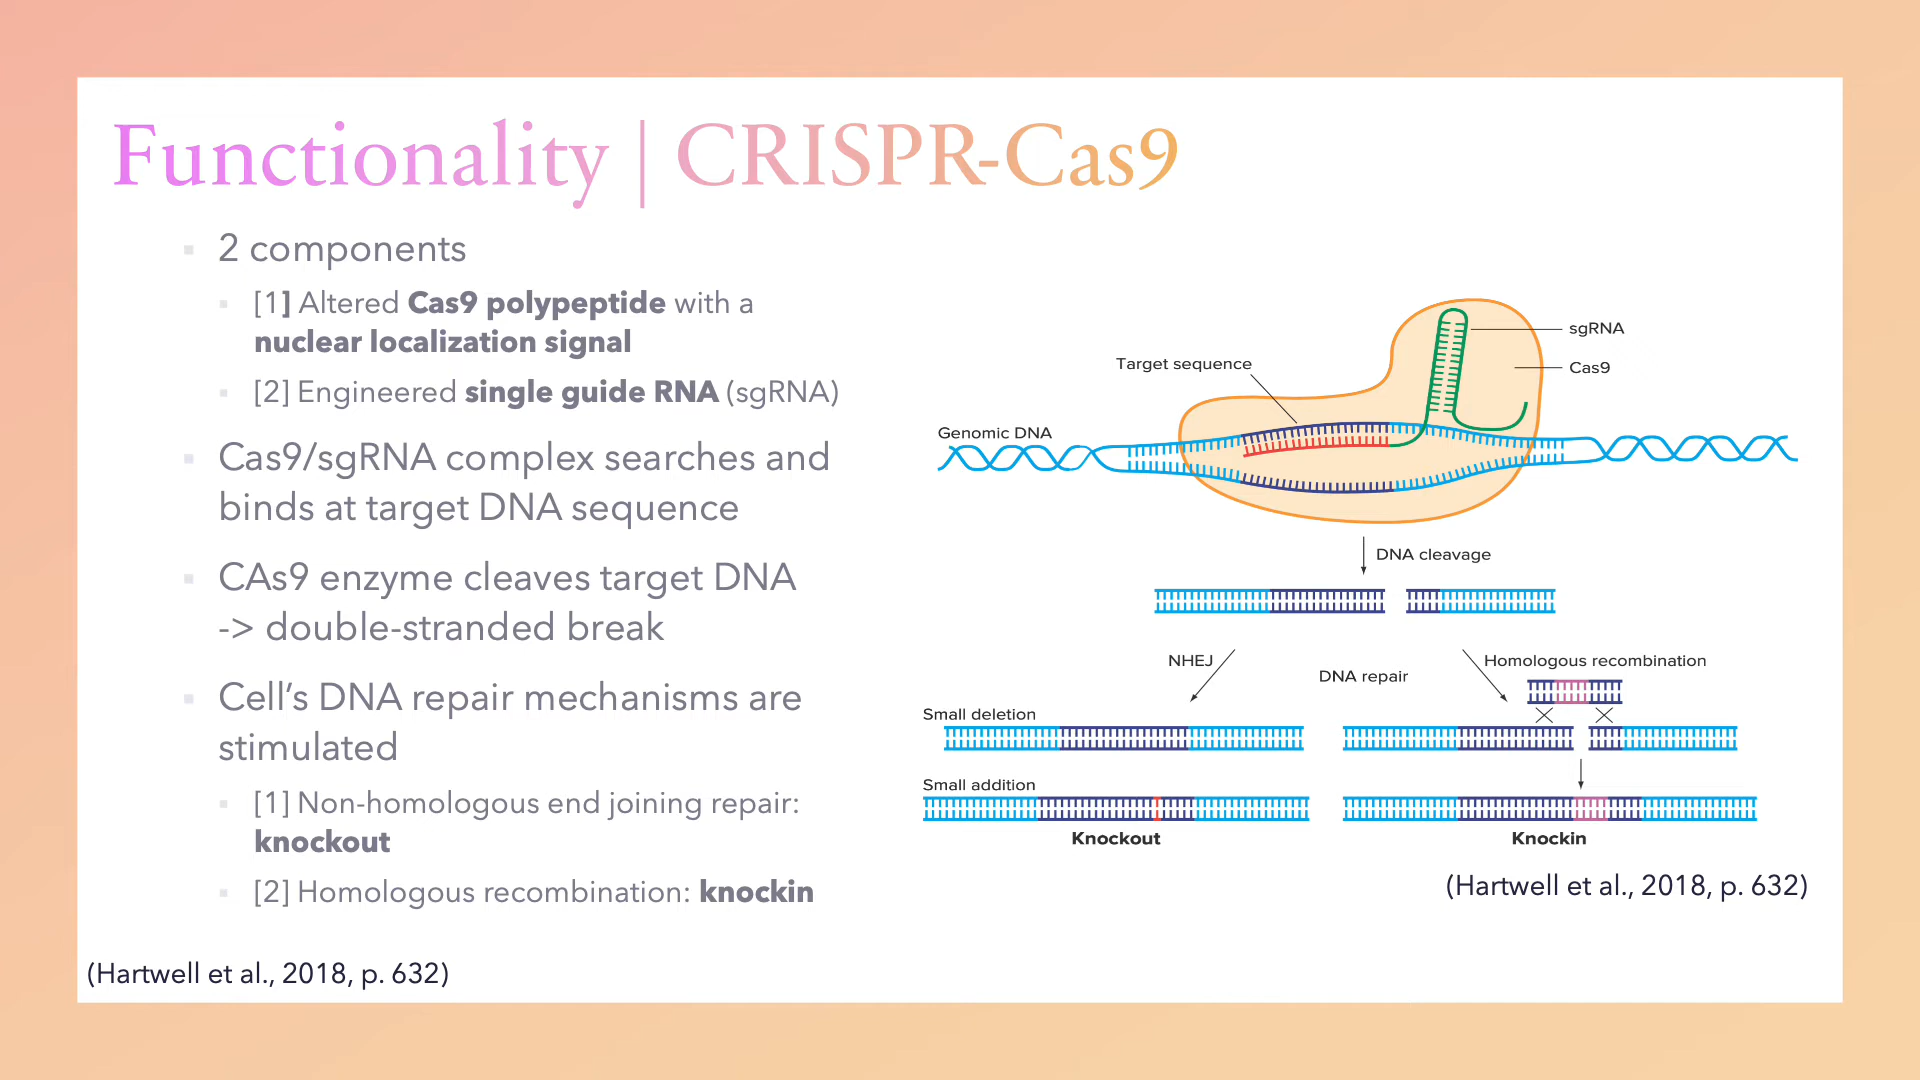 Functionality | CRISPR-Cas9
2 components
[1] Altered Cas9 polypeptide with a
nuclear localization signal
[2] Engineered single guide RNA (sgRNA)
Cas9/sgRNA complex searches and
binds at target DNA sequence
CAs9 enzyme cleaves target DNA
-> double-stranded break
Cell’s DNA repair mechanisms are
stimulated
[1] Non-homologous end joining repair:
knockout
[2] Homologous recombination: knockin
(Hartwell et al., 2018, p. 632)
sgRNA
Cas9
Target sequence
Genomic DNA
DNA cleavage
NHEJ
DNA repair
Homologous recombination
Small deletion
Small addition
Knockout
Knockin
(Hartwell et al., 2018, p. 632)